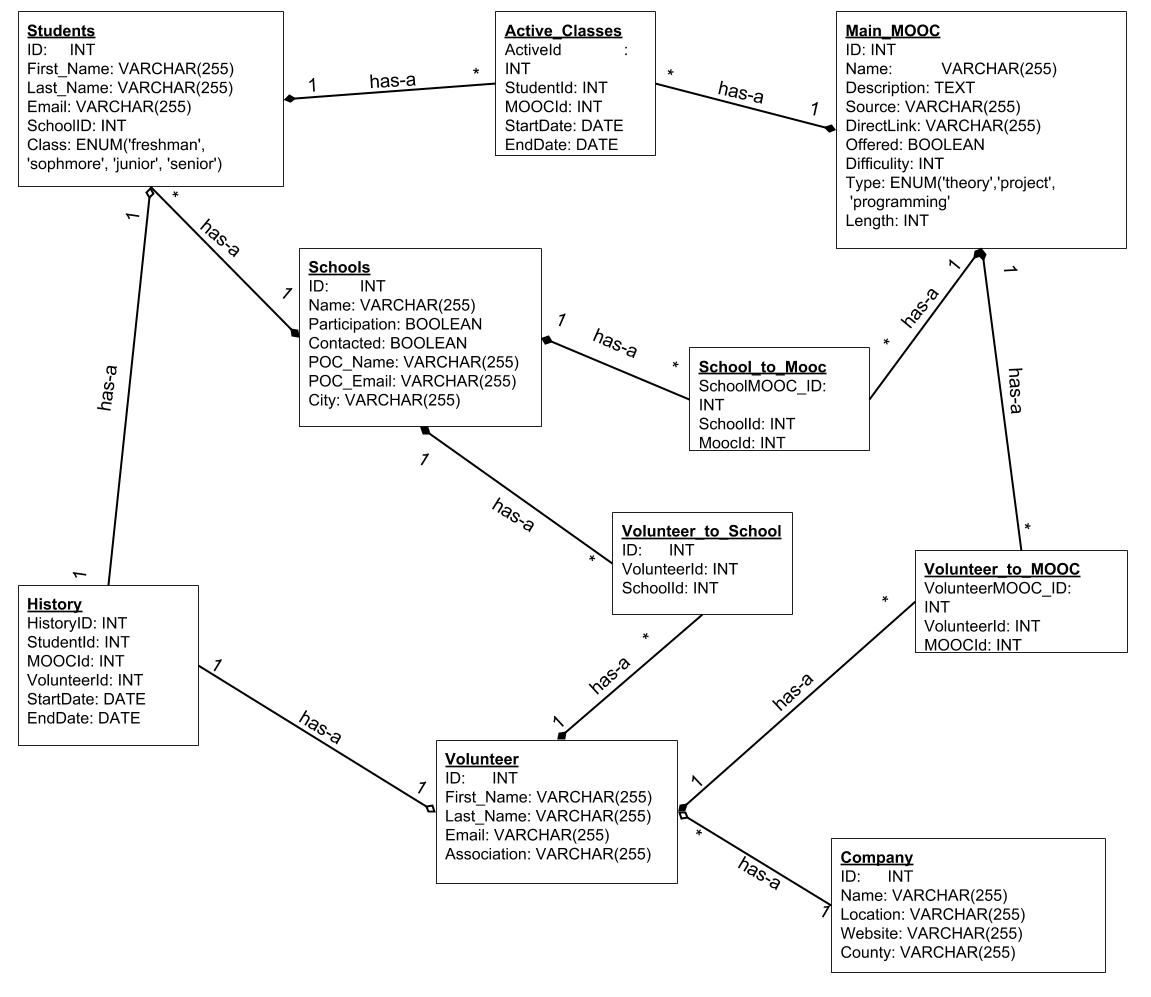 Students
ID: INT
First_Name: VARCHAR(255)
Last_Name: VARCHAR(255)
Email: VARCHAR(255)
SchoolID: INT
Class: ENUM('freshman',
'sophmore', 'junior', 'senior')
1
has-a
*
Active_Classes
ActiveId :
INT
StudentId: INT
MOOCId: INT
StartDate: DATE
EndDate: DATE
*
has-a
1
Main_MOOC
ID: INT
Name: VARCHAR(255)
Description: TEXT
Source: VARCHAR(255)
DirectLink: VARCHAR(255)
Offered: BOOLEAN
Difficulity: INT
Type: ENUM('theory','project',
'programming'
Length: INT
1
*
has-a
1
Schools
ID: INT
Name: VARCHAR(255)
Participation: BOOLEAN
Contacted: BOOLEAN
POC_Name: VARCHAR(255)
POC_Email: VARCHAR(255)
City: VARCHAR(255)
1
has-a
*
School_to_Mooc
SchoolMOOC_ID:
INT
SchoolId: INT
MoocId: INT
1
has-a
*
1
has-a
*
has-a
1
1
has-a
*
Volunteer_to_School
ID: INT
VolunteerId: INT
SchoolId: INT
Volunteer_to_MOOC
VolunteerMOOC_ID:
INT
VolunteerId: INT
MOOCId: INT
History
HistoryID: INT
StudentId: INT
MOOCId: INT
VolunteerId: INT
StartDate: DATE
EndDate: DATE
1
has-a
1
*
has-a
1
*
has-a
1
Volunteer
ID: INT
First_Name: VARCHAR(255)
Last_Name: VARCHAR(255)
Email: VARCHAR(255)
Association: VARCHAR(255)
*
has-a
1
Company
ID: INT
Name: VARCHAR(255)
Location: VARCHAR(255)
Website: VARCHAR(255)
County: VARCHAR(255)